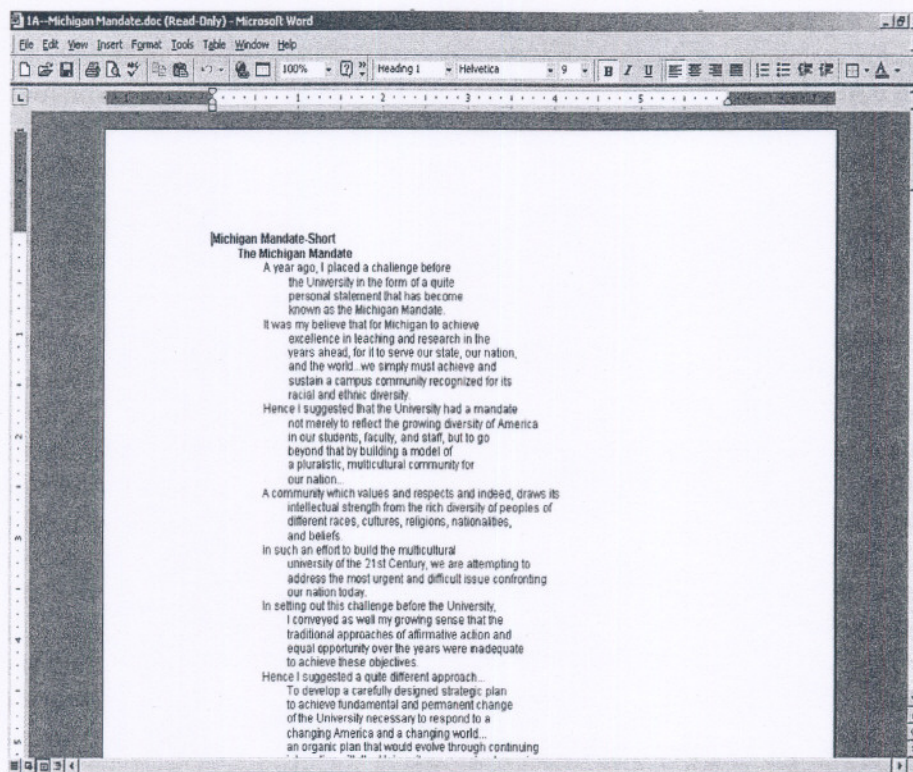 1A--Michigan Mandate.doc (Read-Only) - Microsoft Word
File Edit View Insert Format Tools Table Window Help
100% Heading 1 Helvetica 9 B I U A
1 2 3 4 5
Michigan Mandate-Short
The Michigan Mandate
A year ago, I placed a challenge before
the University in the form of a quite
personal statement that has become
known as the Michigan Mandate.
It was my believe that for Michigan to achieve
excellence in teaching and research in the
years ahead, for it to serve our state, our nation,
and the world...we simply must achieve and
sustain a campus community recognized for its
racial and ethnic diversity.
Hence I suggested that the University had a mandate
not merely to reflect the growing diversity of America
in our students, faculty, and staff, but to go
beyond that by building a model of
a pluralistic, multicultural community for
our nation...
A community which values and respects and indeed, draws its
intellectual strength from the rich diversity of peoples of
different races, cultures, religions, nationalities,
and beliefs.
In such an effort to build the multicultural
university of the 21st Century, we are attempting to
address the most urgent and difficult issue confronting
our nation today.
In setting out this challenge before the University,
I conveyed as well my growing sense that the
traditional approaches of affirmative action and
equal opportunity over the years were inadequate
to achieve these objectives.
Hence I suggested a quite different approach...
To develop a carefully designed strategic plan
to achieve fundamental and permanent change
of the University necessary to respond to a
changing America and a changing world...
an organic plan that would evolve through continuing